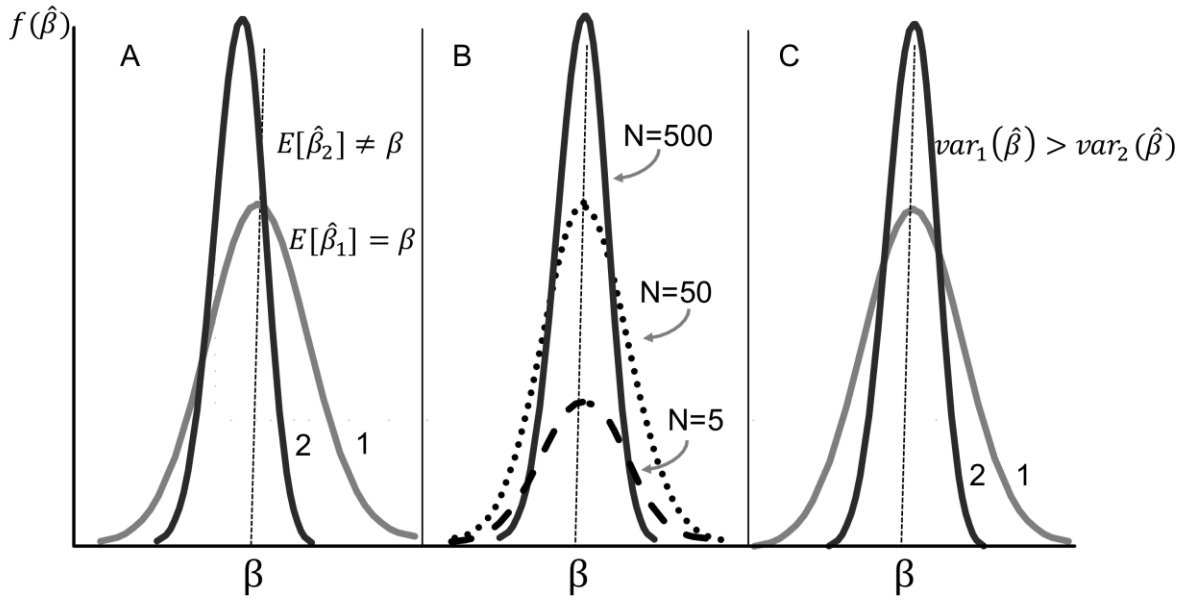 f(β̂)
A
E[β̂₂] ≠ β
E[β̂₁] = β
2
1
β
B
N=500
N=50
N=5
β
C
var₁(β̂) > var₂(β̂)
2
1
β